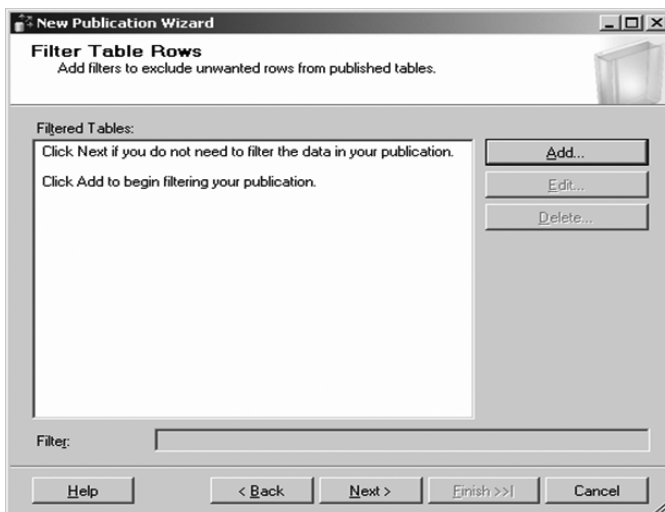 New Publication Wizard
Filter Table Rows
Add filters to exclude unwanted rows from published tables.
Filtered Tables:
Click Next if you do not need to filter the data in your publication.
Click Add to begin filtering your publication.
Add...
Edit...
Delete...
Filter:
Help
< Back
Next >
Finish >>|
Cancel